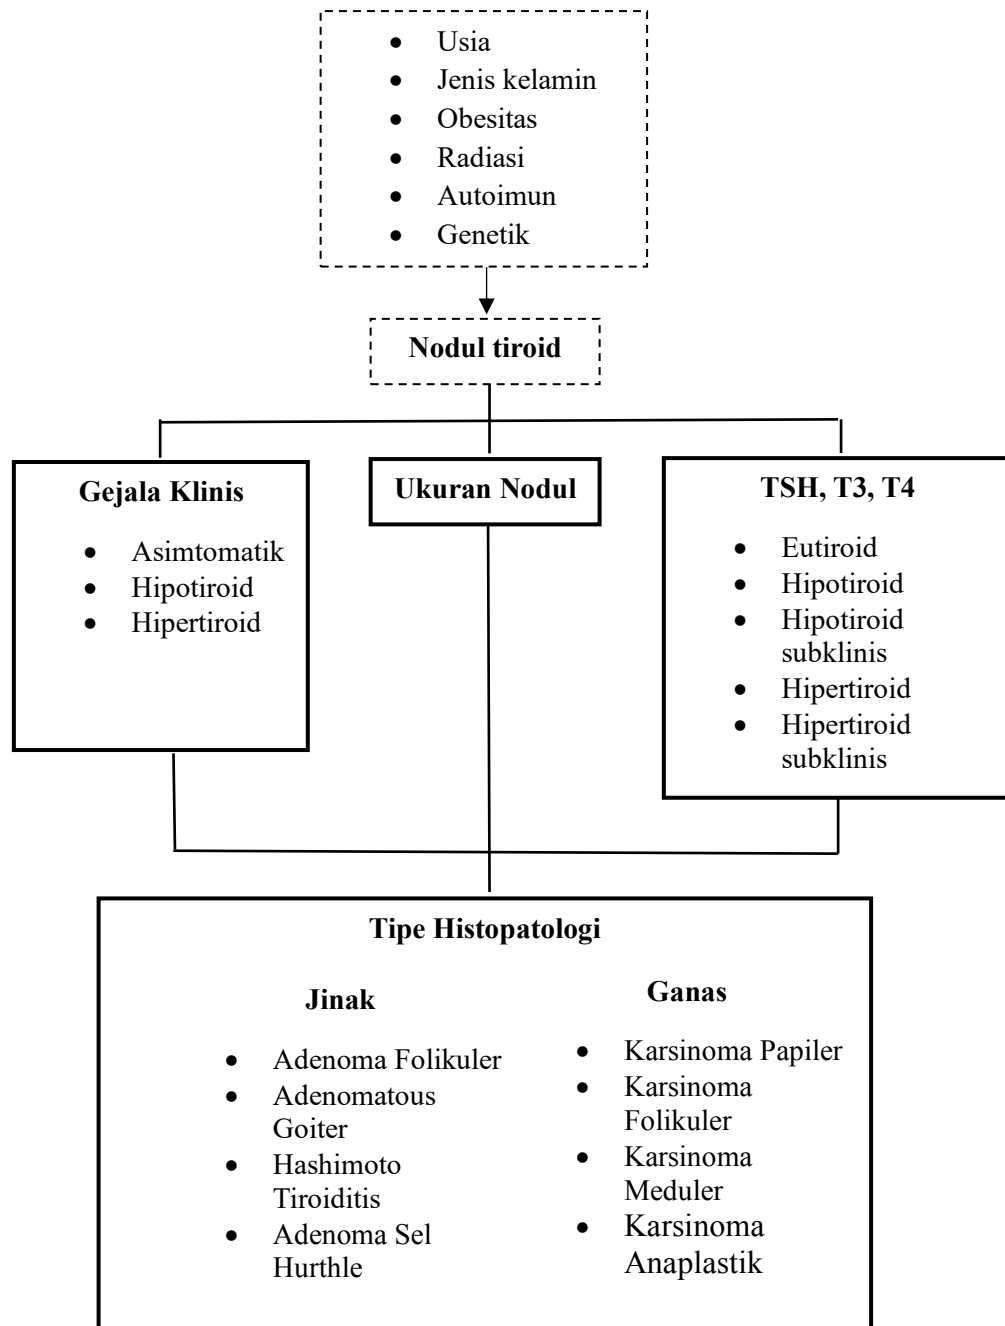 • Usia
• Jenis kelamin
• Obesitas
• Radiasi
• Autoimun
• Genetik
Nodul tiroid
Gejala Klinis
• Asimtomatik
• Hipotiroid
• Hipertiroid
Ukuran Nodul
TSH, T3, T4
• Eutiroid
• Hipotiroid
• Hipotiroid
subklinis
• Hipertiroid
• Hipertiroid
subklinis
Tipe Histopatologi
Jinak
• Adenoma Folikuler
• Adenomatous
Goiter
• Hashimoto
Tiroiditis
• Adenoma Sel
Hurthle
Ganas
• Karsinoma Papiler
• Karsinoma
Folikuler
• Karsinoma
Meduler
• Karsinoma
Anaplastik